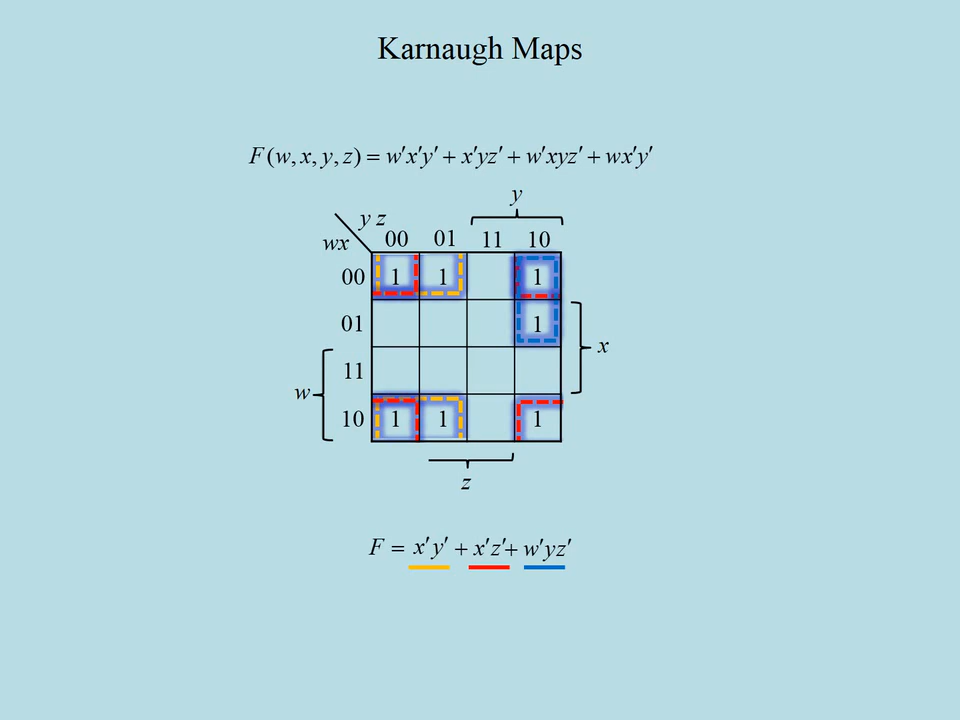 Karnaugh Maps
F(w, x, y, z) = w′x′y′ + x′yz′ + w′xyz′ + wx′y′
y
y z
wx 00 01 11 10
00 1 1 1
01 1
x
11
w
10 1 1 1
z
F = x′y′ + x′z′ + w′yz′